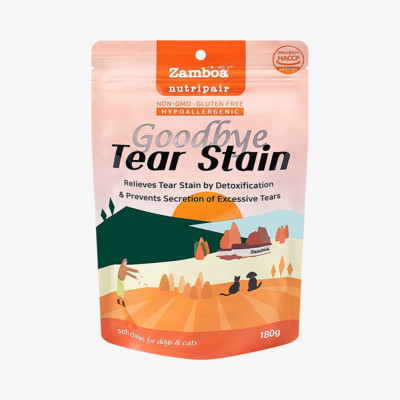 Zamboa
nutripair
HACCP
NON-GMO · GLUTEN FREE
HYPOALLERGENIC
Goodbye
Tear Stain
Relieves Tear Stain by Detoxification
& Prevents Secretion of Excessive Tears
Zamboa
soft chews for dogs & cats
180g